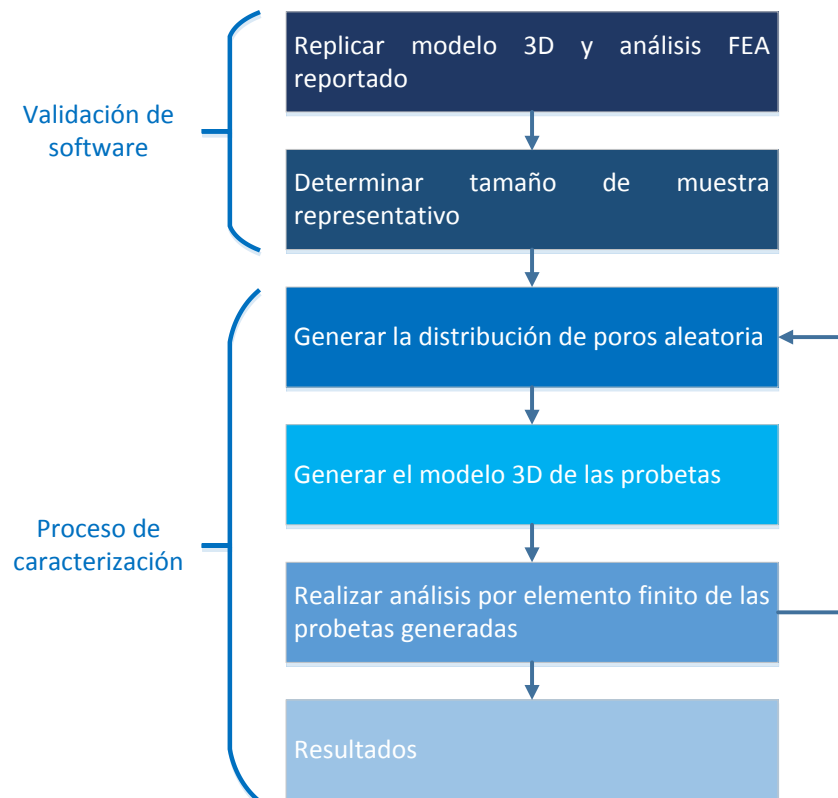 Replicar modelo 3D y análisis FEA
reportado
Validación de
software
Determinar tamaño de muestra
representativo
Generar la distribución de poros aleatoria
Generar el modelo 3D de las probetas
Proceso de
caracterización
Realizar análisis por elemento finito de las
probetas generadas
Resultados